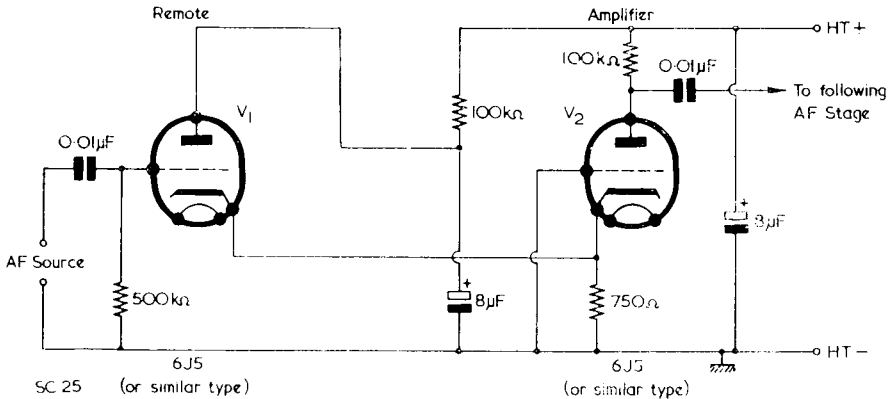 Remote
Amplifier
HT+
100kΩ
0·01μF
To following
AF Stage
V1
100kΩ
V2
0·01μF
+
8μF
AF Source
500kΩ
+
8μF
750Ω
HT-
6J5
(or similar type)
6J5
(or similar type)
SC 25